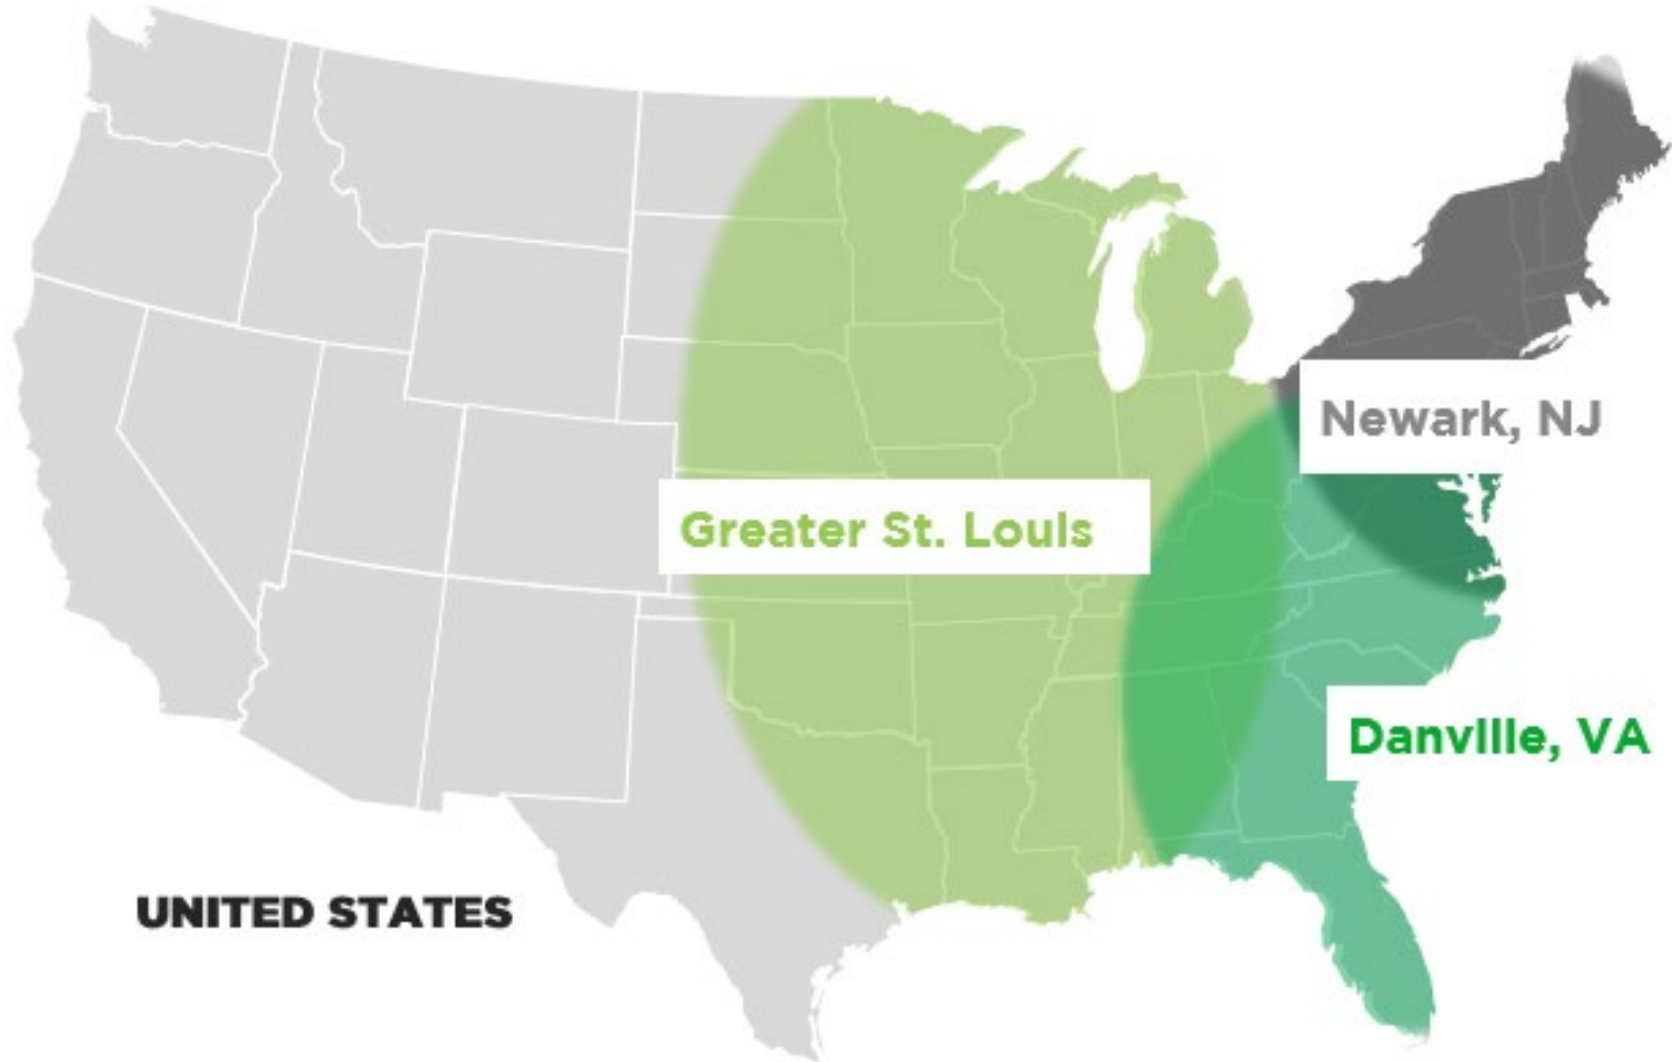 Newark, NJ
Greater St. Louis
Danville, VA
UNITED STATES